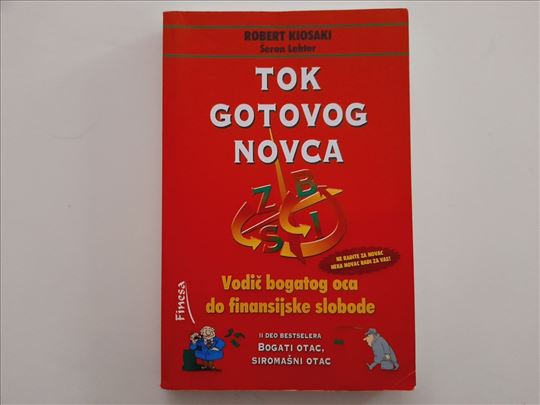 ROBERT KIOSAKI
Šeron Lehter
TOK
GOTOVOG
NOVCA
Z B
S I
NE RADITE ZA NOVAC
NEKA NOVAC RADI ZA VAS!
Vodič bogatog oca
do finansijske slobode
Finesa
II DEO BESTSELERA
BOGATI OTAC,
SIROMAŠNI OTAC